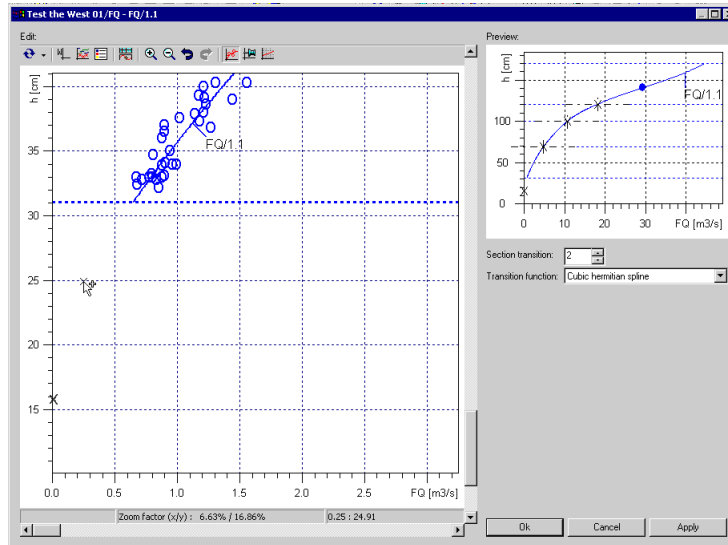 Test the West 01/FQ - FQ/1.1
Edit:
h [cm]
35
30
25
20
15
0.0 0.5 1.0 1.5 2.0 2.5 FQ [m3/s]
FQ/1.1
Zoom factor (x/y) : 6.63% / 16.86% 0.25 : 24.91
Preview:
h [cm]
100
50
0
0 10 20 30 FQ [m3/s]
FQ/1.1
Section transition: 2
Transition function: Cubic hermitian spline
Ok Cancel Apply